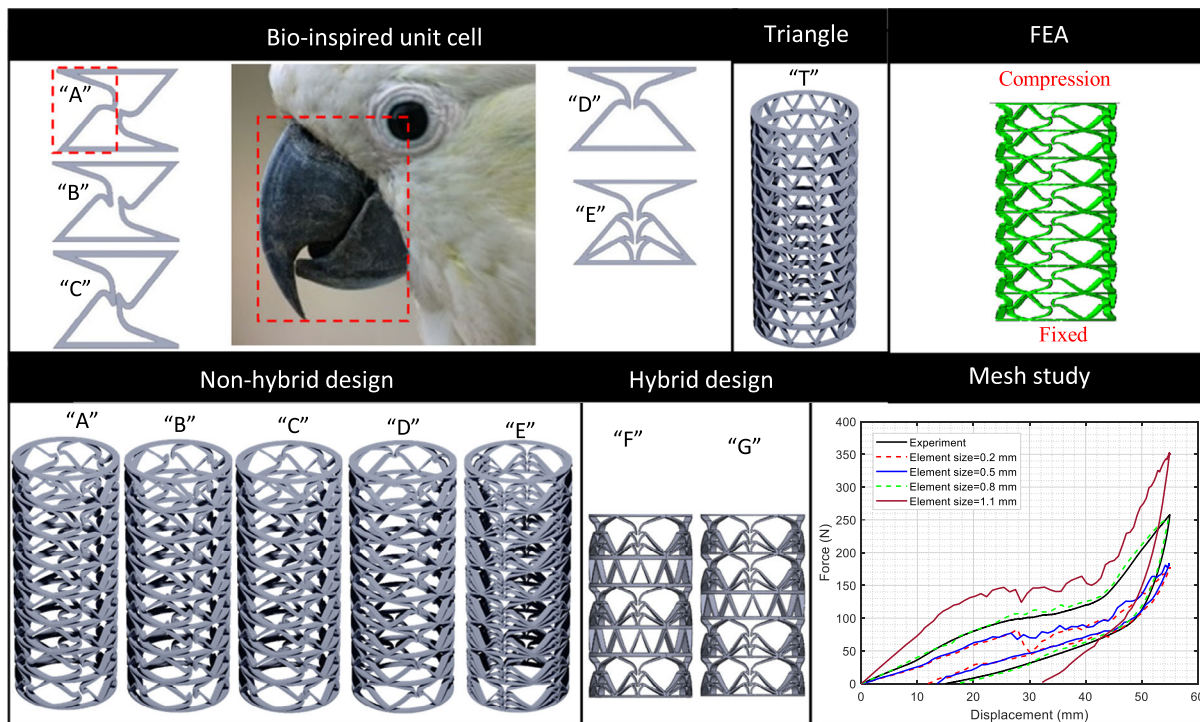 Bio-inspired unit cell
Triangle
FEA
“A”
“B”
“C”
“D”
“E”
“T”
Compression
Fixed
Non-hybrid design
Hybrid design
Mesh study
“A”
“B”
“C”
“D”
“E”
“F”
“G”
400
350
300
250
200
150
100
50
0
Force (N)
Experiment
Element size=0.2 mm
Element size=0.5 mm
Element size=0.8 mm
Element size=1.1 mm
0 10 20 30 40 50 60
Displacement (mm)